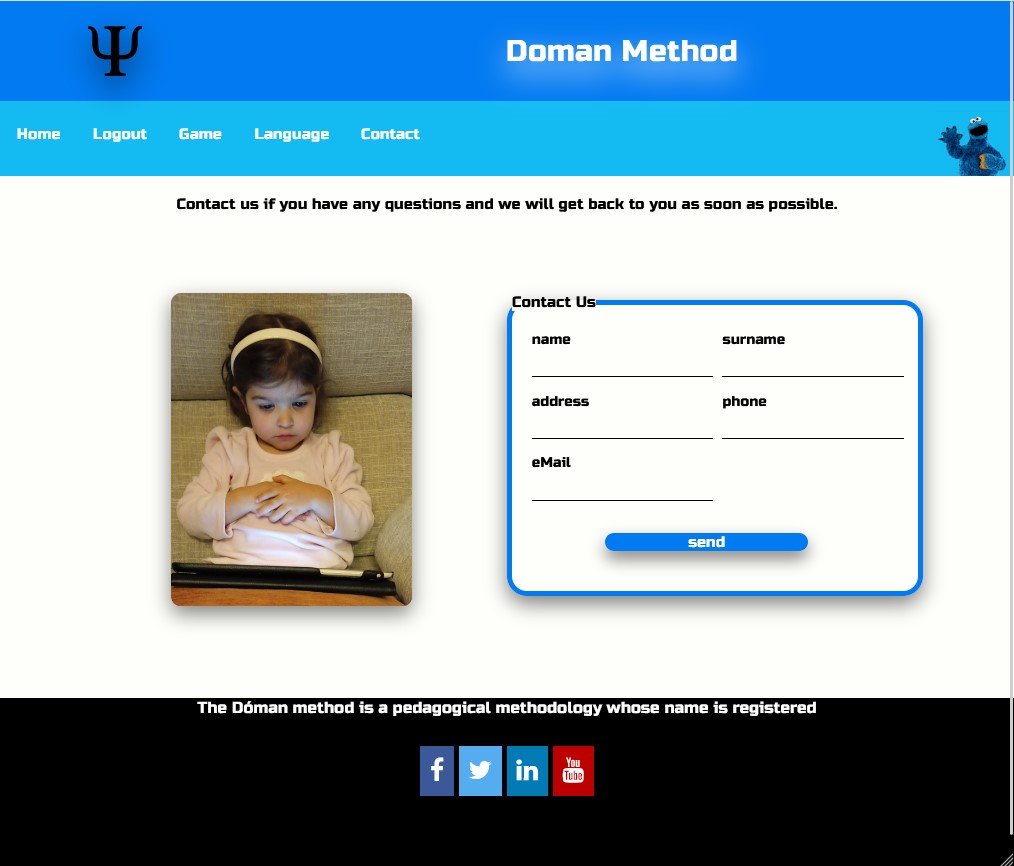 Ψ
Doman Method
Home Logout Game Language Contact
Contact us if you have any questions and we will get back to you as soon as possible.
Contact Us
name surname
address phone
eMail
send
The Dóman method is a pedagogical methodology whose name is registered
f in You Tube